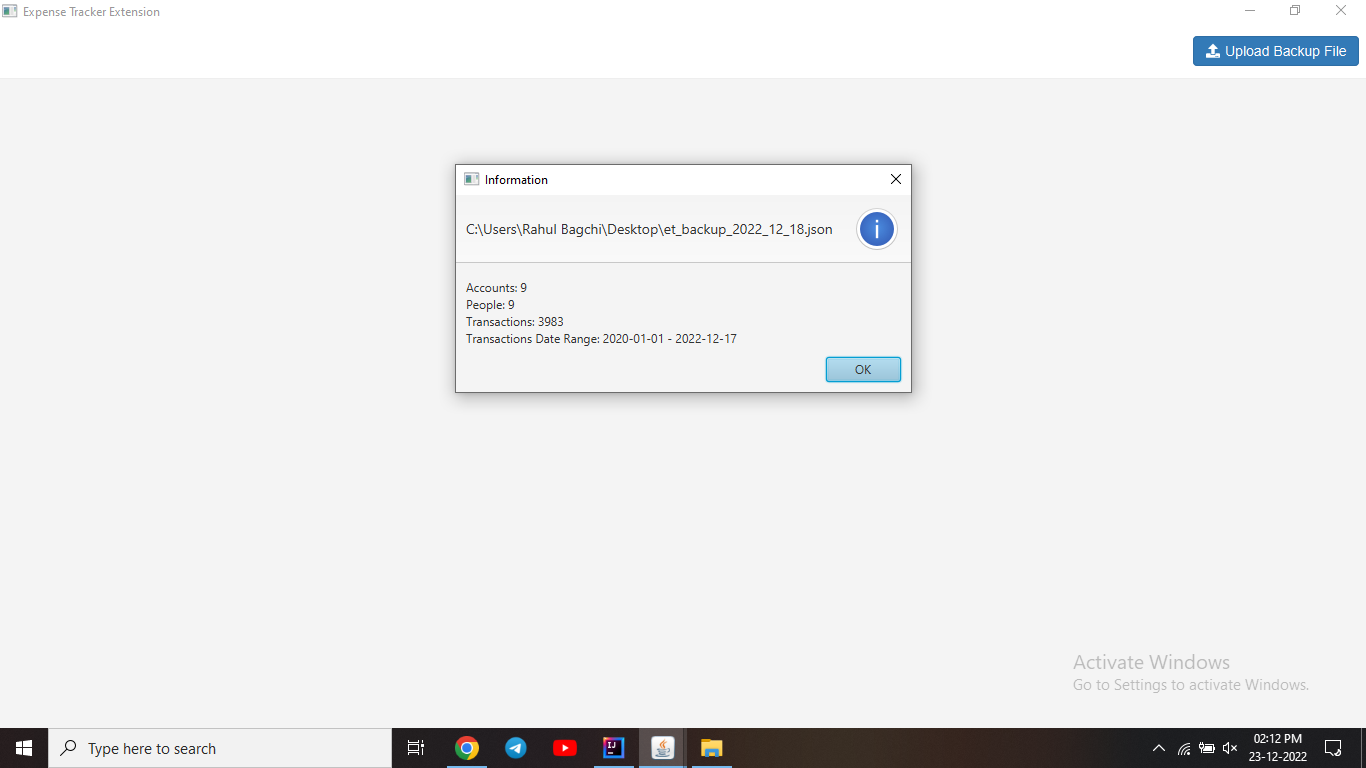 Expense Tracker Extension
Upload Backup File
Information
C:\Users\Rahul Bagchi\Desktop\et_backup_2022_12_18.json
i
Accounts: 9
People: 9
Transactions: 3983
Transactions Date Range: 2020-01-01 - 2022-12-17
OK
Activate Windows
Go to Settings to activate Windows.
Type here to search
IJ
02:12 PM
23-12-2022